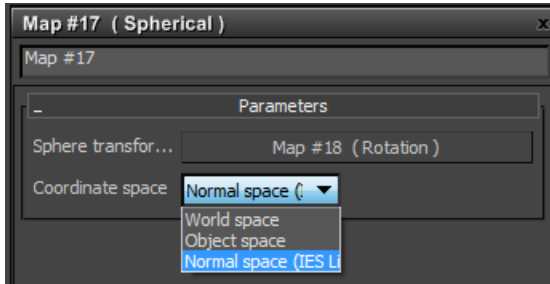 Map #17 ( Spherical ) x
Map #17
- Parameters
Sphere transfor... Map #18 ( Rotation )
Coordinate space Normal space (
World space
Object space
Normal space (IES Li